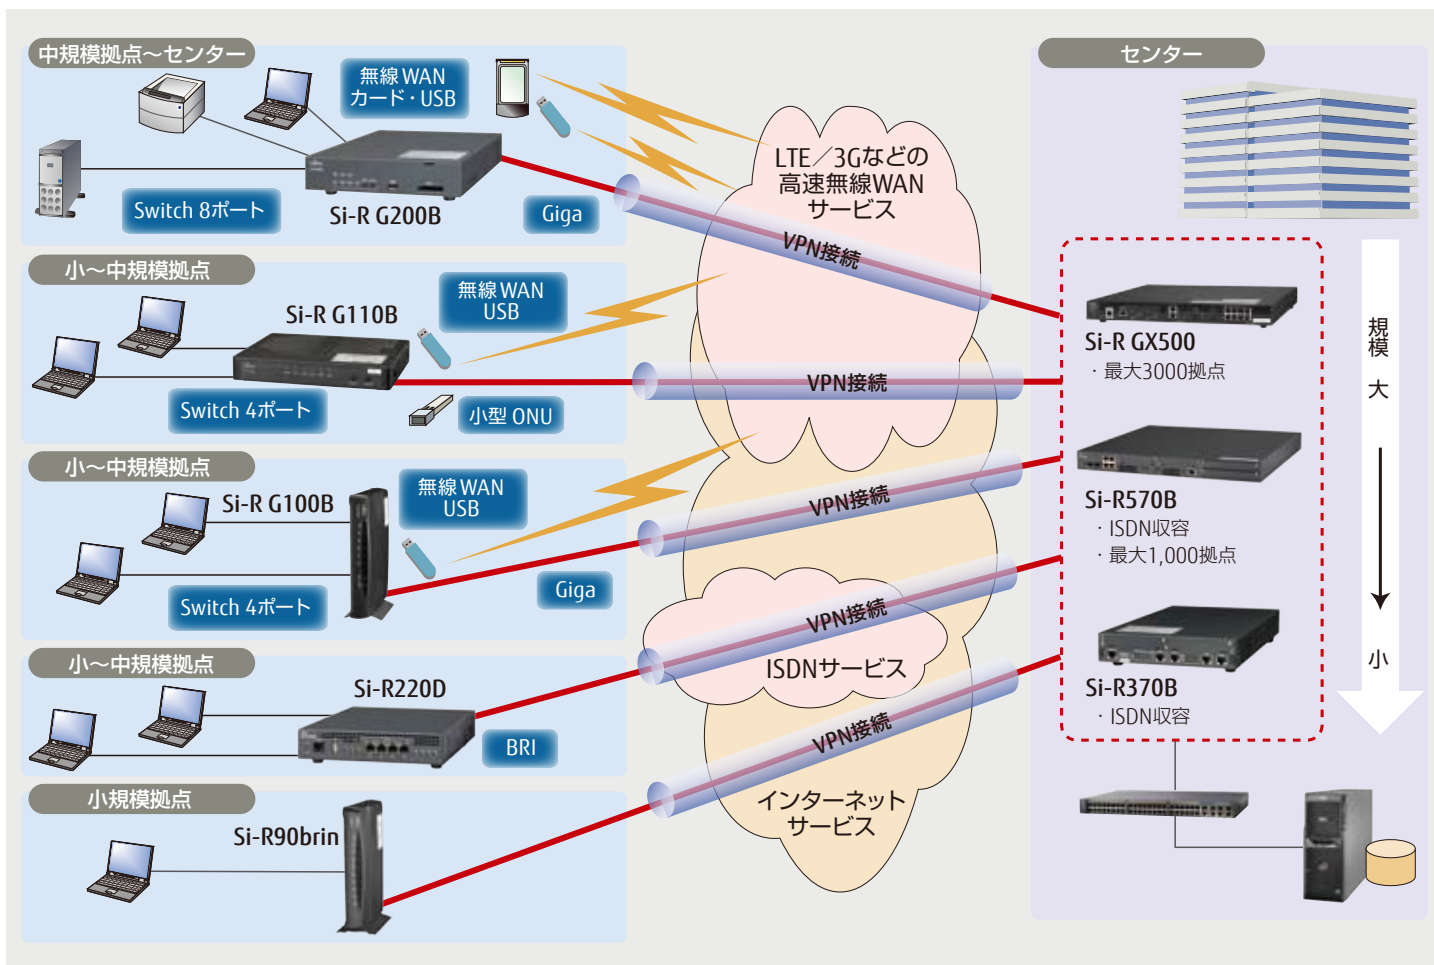 中規模拠点～センター
無線WAN
カード・USB
Switch 8ポート
Si-R G200B
Giga
小～中規模拠点
Si-R G110B
無線WAN
USB
Switch 4ポート
小型 ONU
小～中規模拠点
Si-R G100B
無線WAN
USB
Switch 4ポート
Giga
小～中規模拠点
Si-R220D
BRI
小規模拠点
Si-R90brin
LTE／3Gなどの
高速無線WAN
サービス
VPN接続
VPN接続
VPN接続
VPN接続
ISDNサービス
VPN接続
インターネット
サービス
センター
Si-R GX500
・最大3000拠点
Si-R570B
・ISDN収容
・最大1,000拠点
Si-R370B
・ISDN収容
規模 大
小